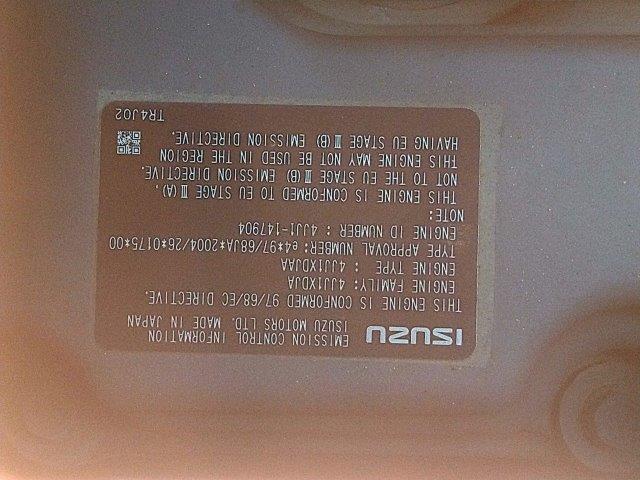 ISUZU
EMISSION CONTROL INFORMATION
ISUZU MOTORS LTD. MADE IN JAPAN
THIS ENGINE IS CONFORMED 97/68/EC DIRECTIVE.
ENGINE FAMILY: 4JJ1XDJA
ENGINE TYPE : 4JJ1XDJAA
TYPE APPROVAL NUMBER: e4*97/68JA*2004/26*0175*00
ENGINE ID NUMBER : 4JJ1-147904
NOTE:
THIS ENGINE IS CONFORMED TO EU STAGE Ⅲ(A),
NOT TO THE EU STAGE Ⅲ(B) EMISSION DIRECTIVE.
THIS ENGINE MAY NOT BE USED IN THE REGION
HAVING EU STAGE Ⅲ(B) EMISSION DIRECTIVE.
TR4J02